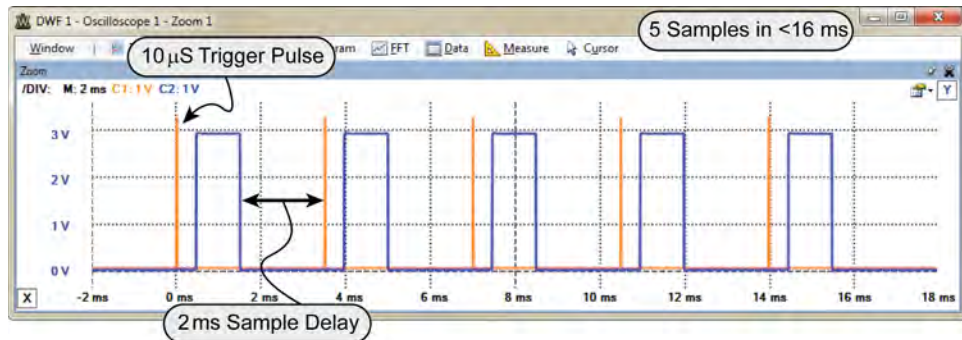 DWF 1 - Oscilloscope 1 - Zoom 1
5 Samples in <16 ms
Window
ram FFT Data Measure Cursor
10 µS Trigger Pulse
Zoom
/DIV: M: 2 ms C1: 1 V C2: 1 V
Y
3 V
2 V
1 V
0 V
X
-2 ms 0 ms 2 ms 4 ms 6 ms 8 ms 10 ms 12 ms 14 ms 16 ms 18 ms
2 ms Sample Delay